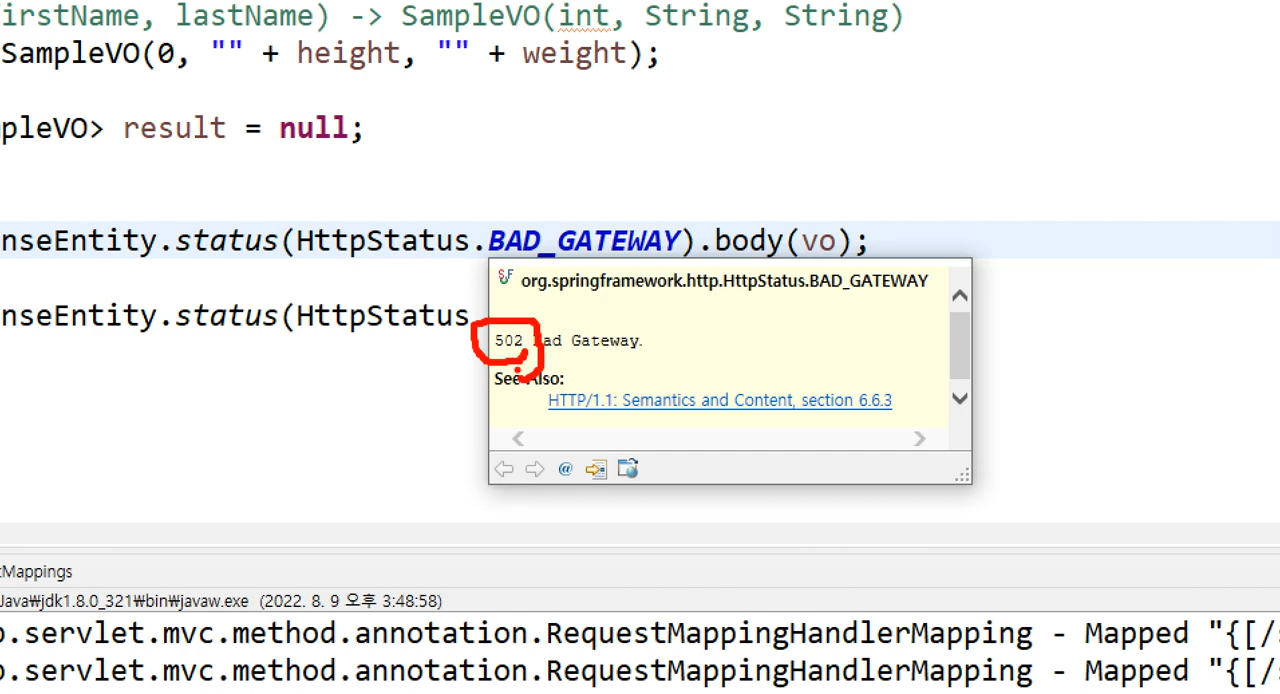 irstName, lastName) -> SampleVO(int, String, String)
SampleVO(0, "" + height, "" + weight);
pleVO> result = null;
nseEntity.status(HttpStatus.BAD_GATEWAY).body(vo);
org.springframework.http.HttpStatus.BAD_GATEWAY
nseEntity.status(HttpStatus.
502 Bad Gateway.
See Also:
HTTP/1.1: Semantics and Content, section 6.6.3
tMappings
Java₩jdk1.8.0_321₩bin₩javaw.exe (2022. 8. 9 오후 3:48:58)
o.servlet.mvc.method.annotation.RequestMappingHandlerMapping - Mapped "{[/s
o.servlet.mvc.method.annotation.RequestMappingHandlerMapping - Mapped "{[/s